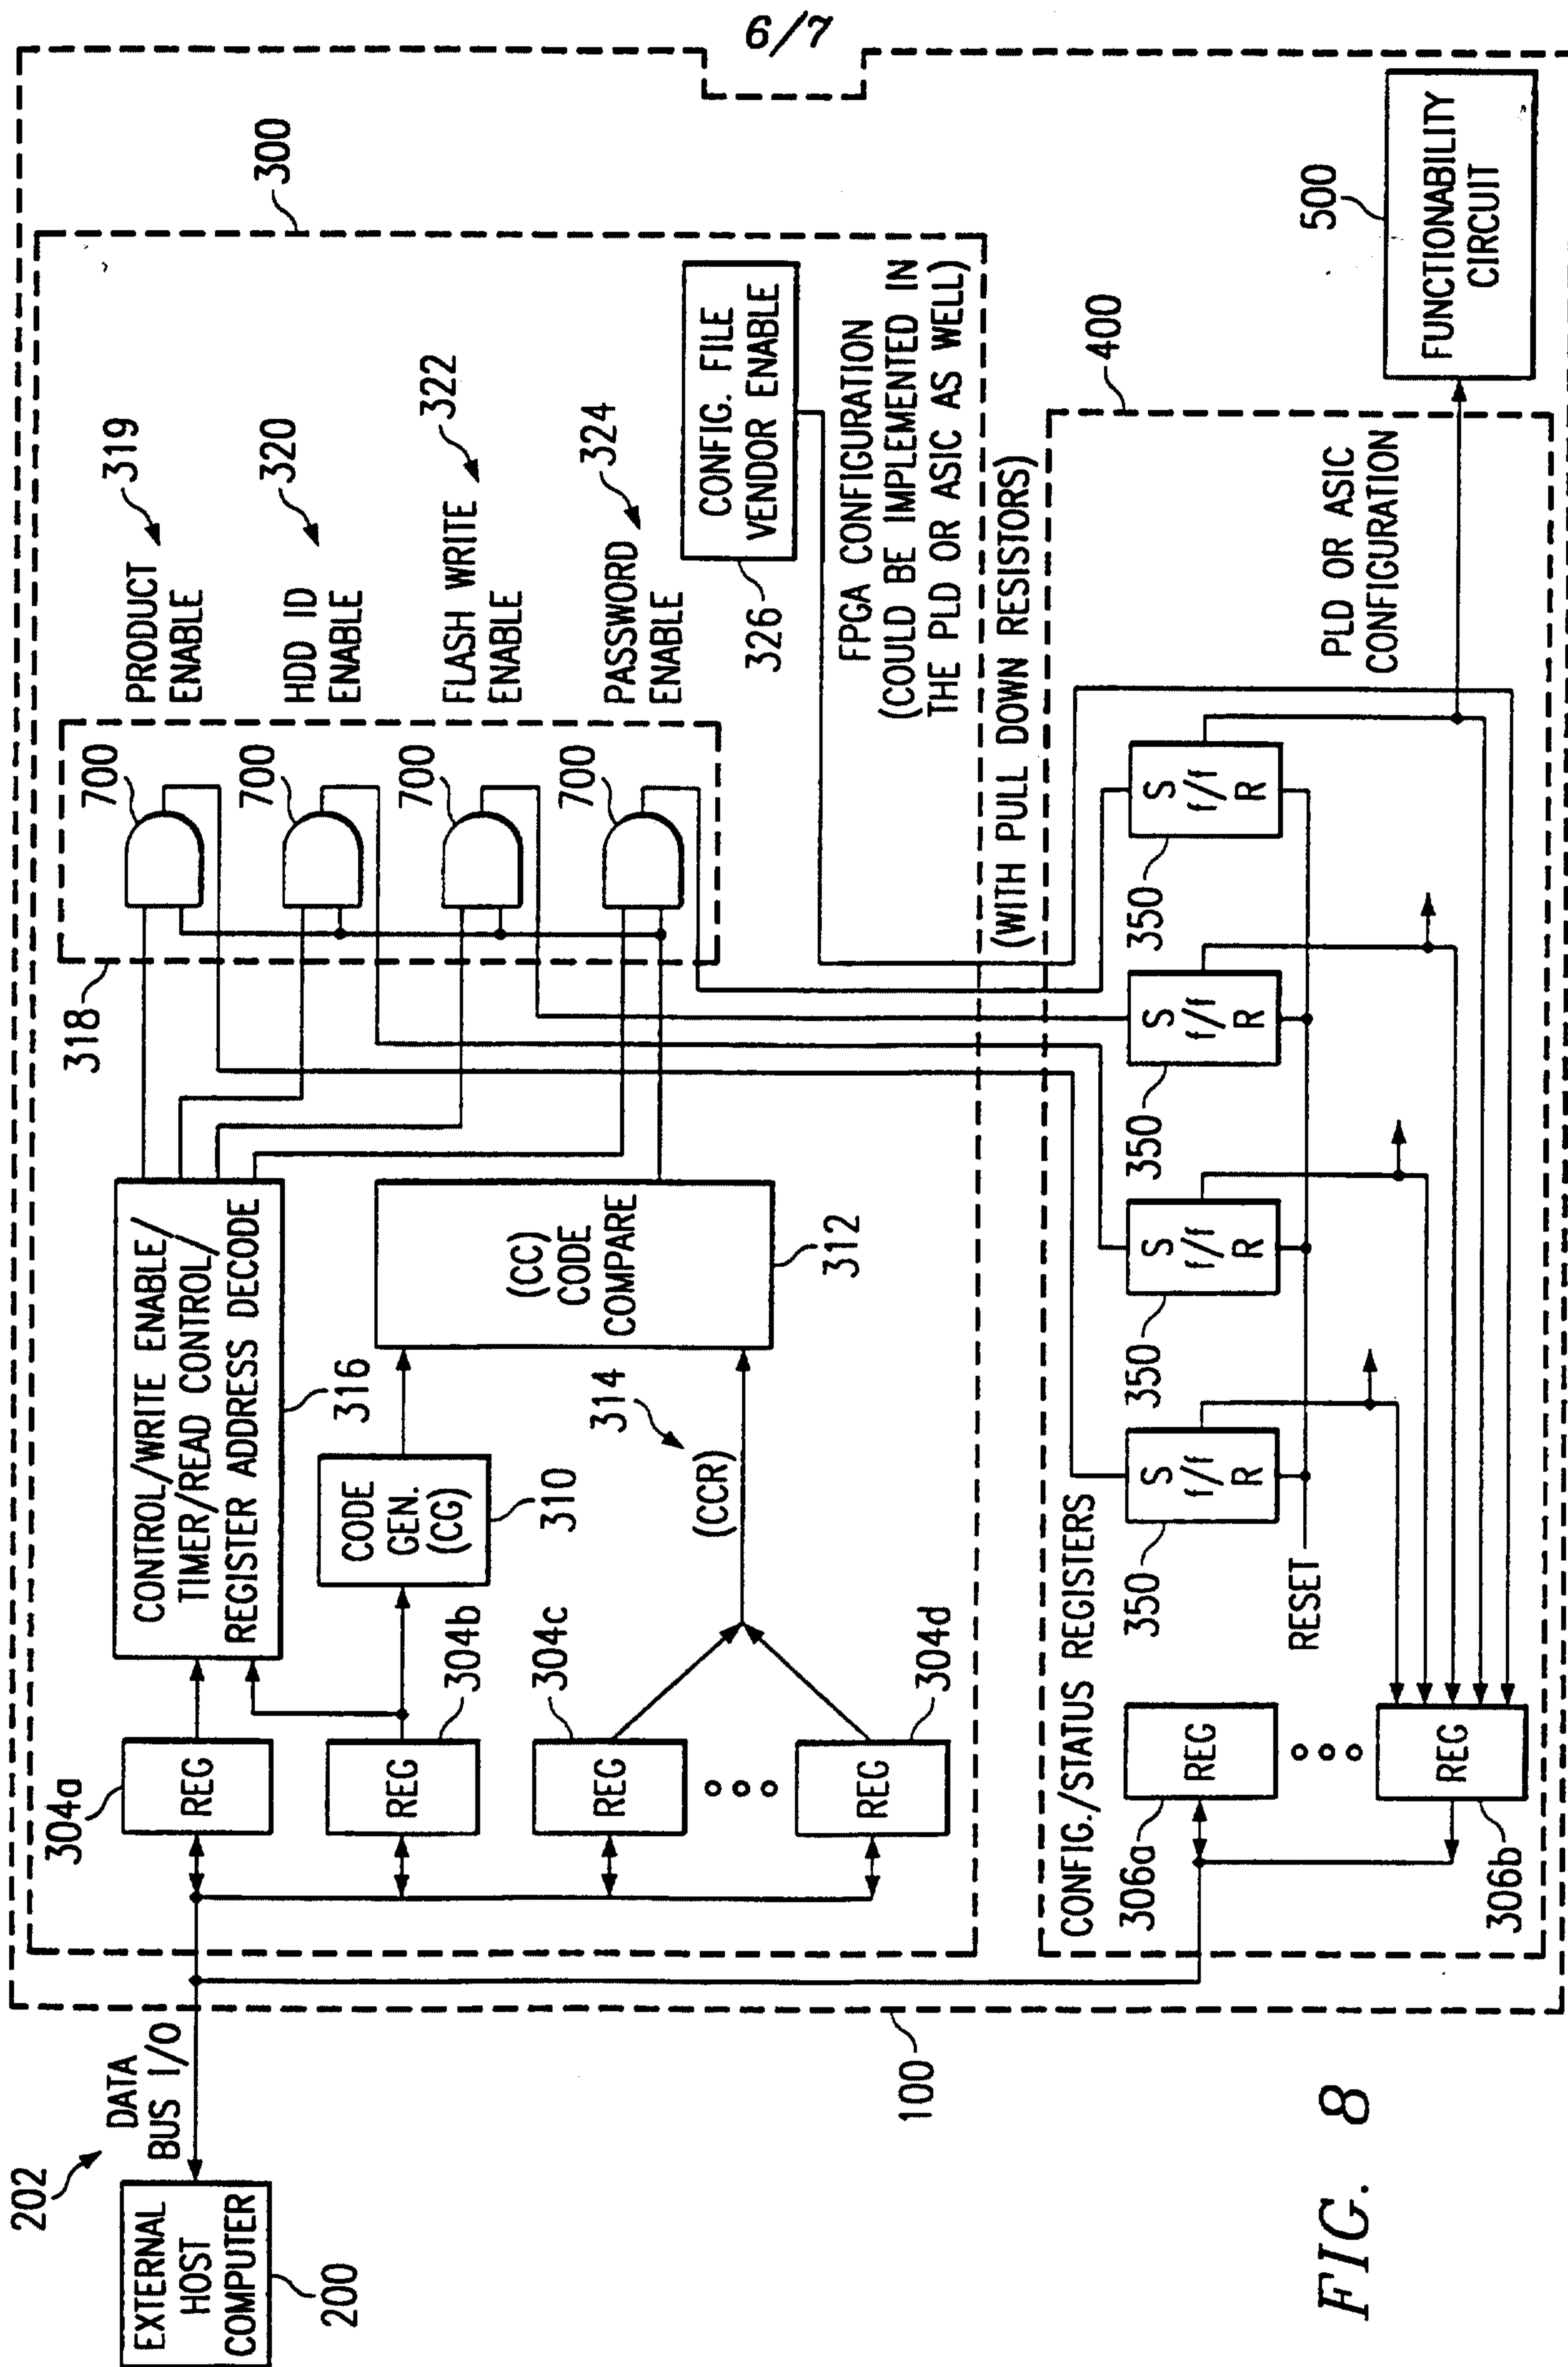 6/7
202
DATA
BUS I/O
EXTERNAL
HOST
COMPUTER
200
100
300
304a
REG
REG
304b
304c
REG
REG
304d
CONTROL/WRITE ENABLE/
TIMER/READ CONTROL/
REGISTER ADDRESS DECODE
316
CODE
GEN.
(CG)
310
314
(CCR)
(CC)
CODE
COMPARE
312
318
700
700
700
700
PRODUCT
ENABLE
319
HDD ID
ENABLE
320
FLASH WRITE
ENABLE
322
PASSWORD
ENABLE
324
CONFIG. FILE
VENDOR ENABLE
326
FPGA CONFIGURATION
(COULD BE IMPLEMENTED IN
THE PLD OR ASIC AS WELL)
(WITH PULL DOWN RESISTORS)
400
CONFIG./STATUS REGISTERS
306a
REG
REG
306b
350
S
f/f
R
350
S
f/f
R
350
S
f/f
R
350
S
f/f
R
RESET
PLD OR ASIC
CONFIGURATION
500
FUNCTIONABILITY
CIRCUIT
FIG. 8